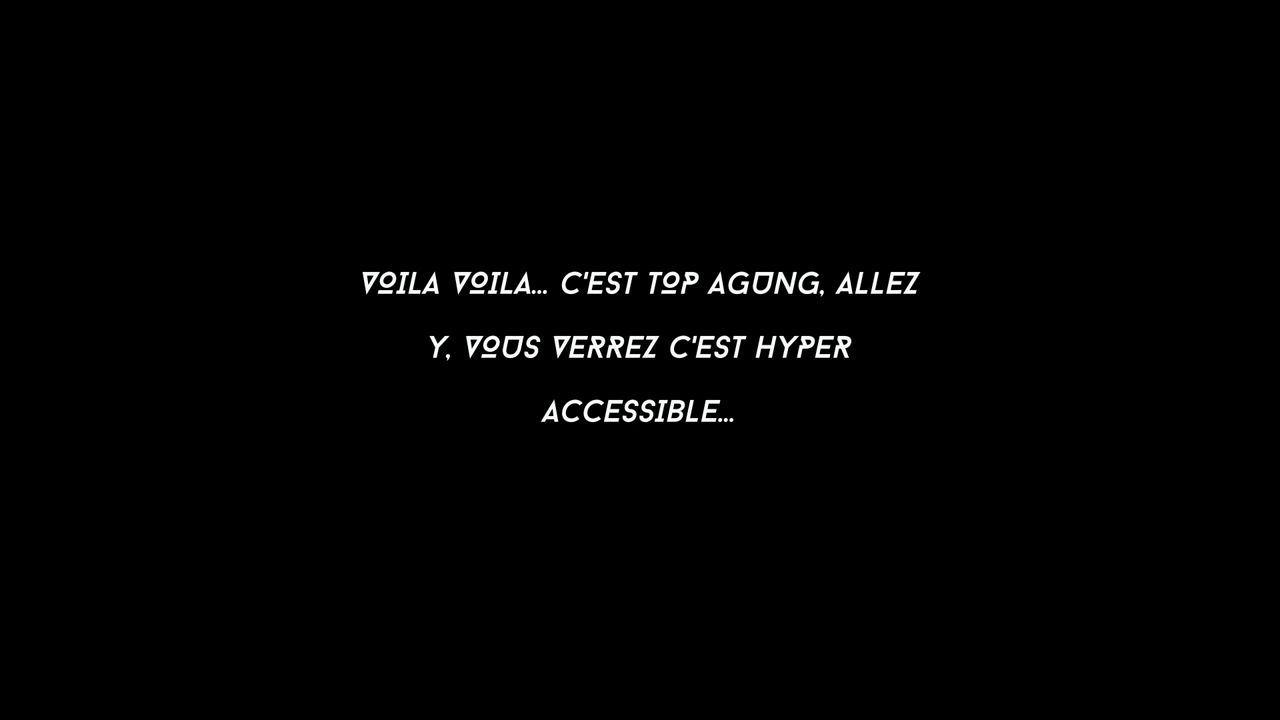 VOILA VOILA... C'EST TOP AGUNG, ALLEZ
Y, VOUS VERREZ C'EST HYPER
ACCESSIBLE...